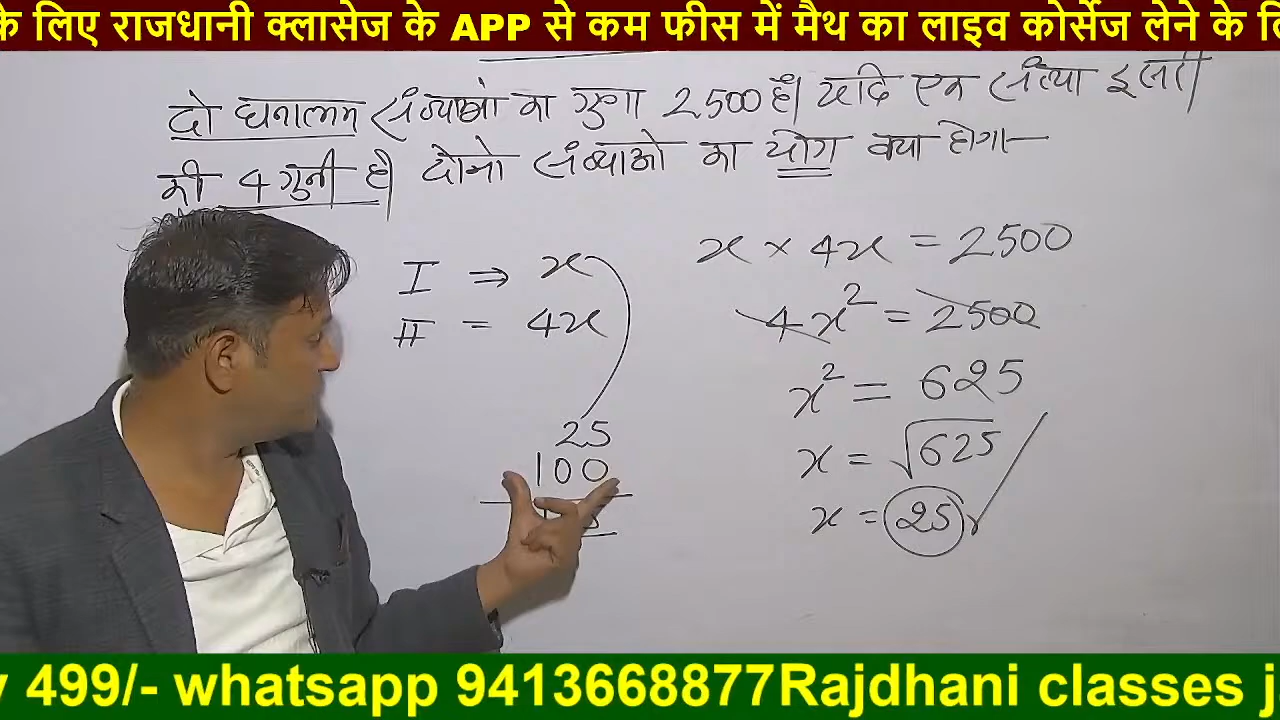 के लिए राजधानी क्लासेज के APP से कम फीस में मैथ का लाइव कोर्सेज लेने के लि
दो घनात्मक संख्याओं का गुणा 2500 है। यदि एक संख्या दूसरी
की 4 गुनी है। दोनो संख्याओ का योग क्या होगा—
I ⇒ x
II = 4x
25
100
x × 4x = 2500
4x² = 2500
x² = 625
x = √625
x = 25
y 499/- whatsapp 9413668877Rajdhani classes j